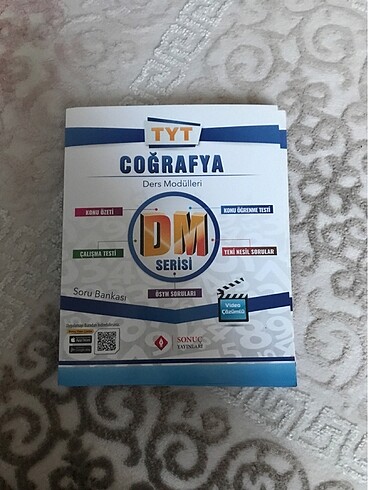 TYT
COĞRAFYA
Ders Modülleri
KONU ÖZETİ
KONU ÖĞRENME TESTİ
DM
SERİSİ
ÇALIŞMA TESTİ
YENİ NESİL SORULAR
ÖSYM SORULARI
Soru Bankası
Video
Çözümlü
SONUÇ
YAYINLARI